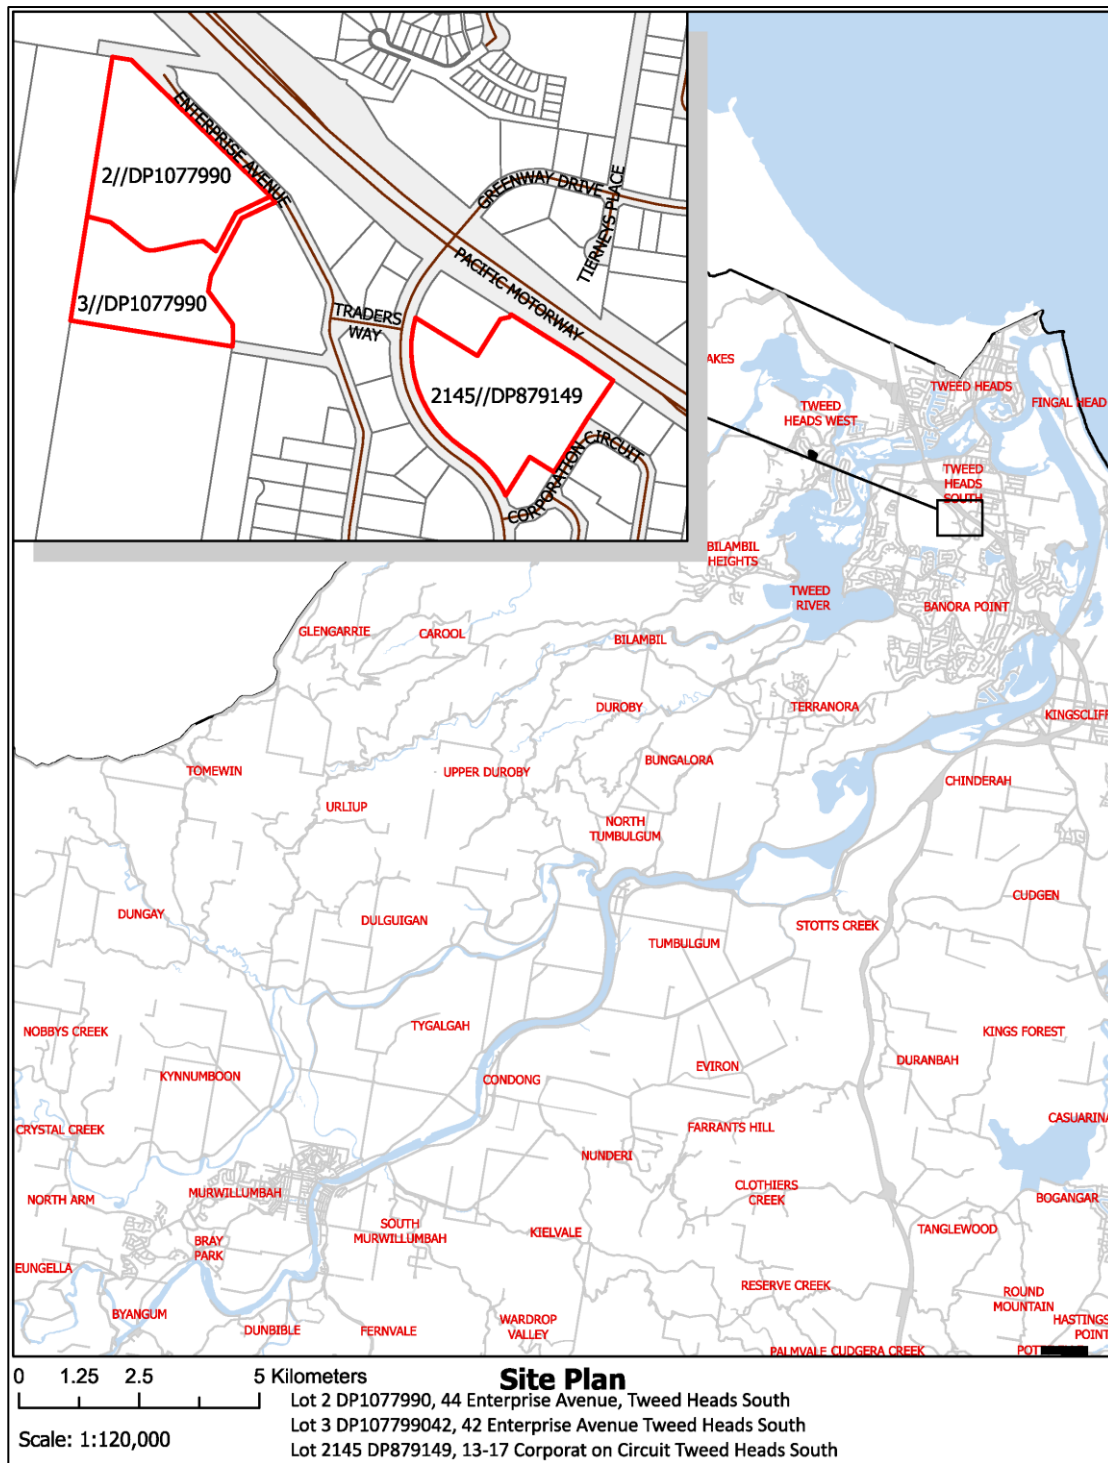 ENTERPRISE AVENUE
2//DP1077990
3//DP1077990
TRADERS
WAY
GREENWAY DRIVE
TIERNEYS PLACE
PACIFIC MOTORWAY
2145//DP879149
CORPORATION CIRCUIT
AKES
TWEED HEADS
FINGAL HEAD
TWEED
HEADS WEST
TWEED
HEADS
SOUTH
BILAMBIL
HEIGHTS
TWEED
RIVER
BANORA POINT
GLENGARRIE
CAROOL
BILAMBIL
DUROBY
TERRANORA
KINGSCLIFF
TOMEWIN
UPPER DUROBY
BUNGALORA
CHINDERAH
URLIUP
NORTH
TUMBULGUM
CUDGEN
DUNGAY
DULGUIGAN
STOTTS CREEK
TUMBULGUM
NOBBYS CREEK
TYGALGAH
KINGS FOREST
KYNNUMBOON
CONDONG
EVIRON
DURANBAH
CRYSTAL CREEK
FARRANTS HILL
CASUARINA
NUNDERI
NORTH ARM
MURWILLUMBAH
CLOTHIERS
CREEK
BOGANGAR
SOUTH
MURWILLUMBAH
KIELVALE
TANGLEWOOD
BRAY
PARK
EUNGELLA
RESERVE CREEK
ROUND
MOUNTAIN
BYANGUM
DUNBIBLE
FERNVALE
WARDROP
VALLEY
HASTINGS
POINT
PALMVALE CUDGERA CREEK
0 1.25 2.5 5 Kilometers
Scale: 1:120,000
Site Plan
Lot 2 DP1077990, 44 Enterprise Avenue, Tweed Heads South
Lot 3 DP107799042, 42 Enterprise Avenue Tweed Heads South
Lot 2145 DP879149, 13-17 Corporat on Circuit Tweed Heads South